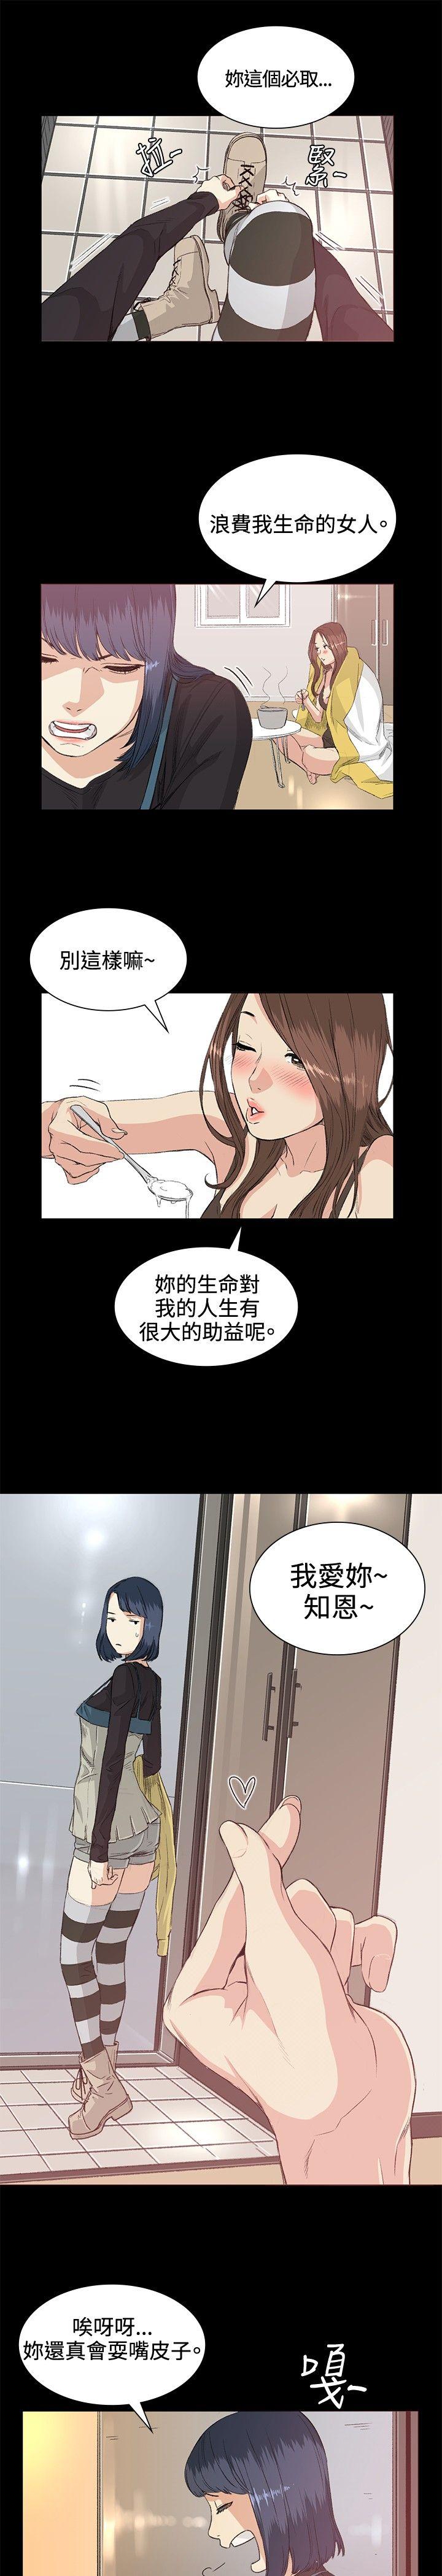 妳這個必取...
拉~
緊~
浪費我生命的女人。
別這樣嘛~
妳的生命對
我的人生有
很大的助益呢。
我愛妳~
知恩~
唉呀呀...
妳還真會耍嘴皮子。
嘎~